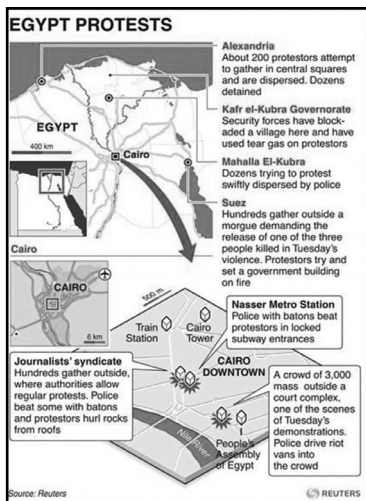 EGYPT PROTESTS
Alexandria
About 200 protestors attempt
to gather in central squares
and are dispersed. Dozens
detained
Kafr el-Kubra Governorate
Security forces have block-
aded a village here and have
used tear gas on protestors
Mahalla El-Kubra
Dozens trying to protest
swiftly dispersed by police
Suez
Hundreds gather outside a
morgue demanding the
release of one of the three
people killed in Tuesday's
violence. Protestors try and
set a government building
on fire
EGYPT
400 km
Cairo
Cairo
CAIRO
6 km
500 m
Train
Station
Cairo
Tower
Nasser Metro Station
Police with batons beat
protestors in locked
subway entrances
Journalists' syndicate
Hundreds gather outside,
where authorities allow
regular protests. Police
beat some with batons
and protestors hurl rocks
from roofs
CAIRO
DOWNTOWN
A crowd of 3,000
mass outside a
court complex,
one of the scenes
of Tuesday's
demonstrations.
Police drive riot
vans into
the crowd
Nile River
People's
Assembly
of Egypt
Source: Reuters
REUTERS